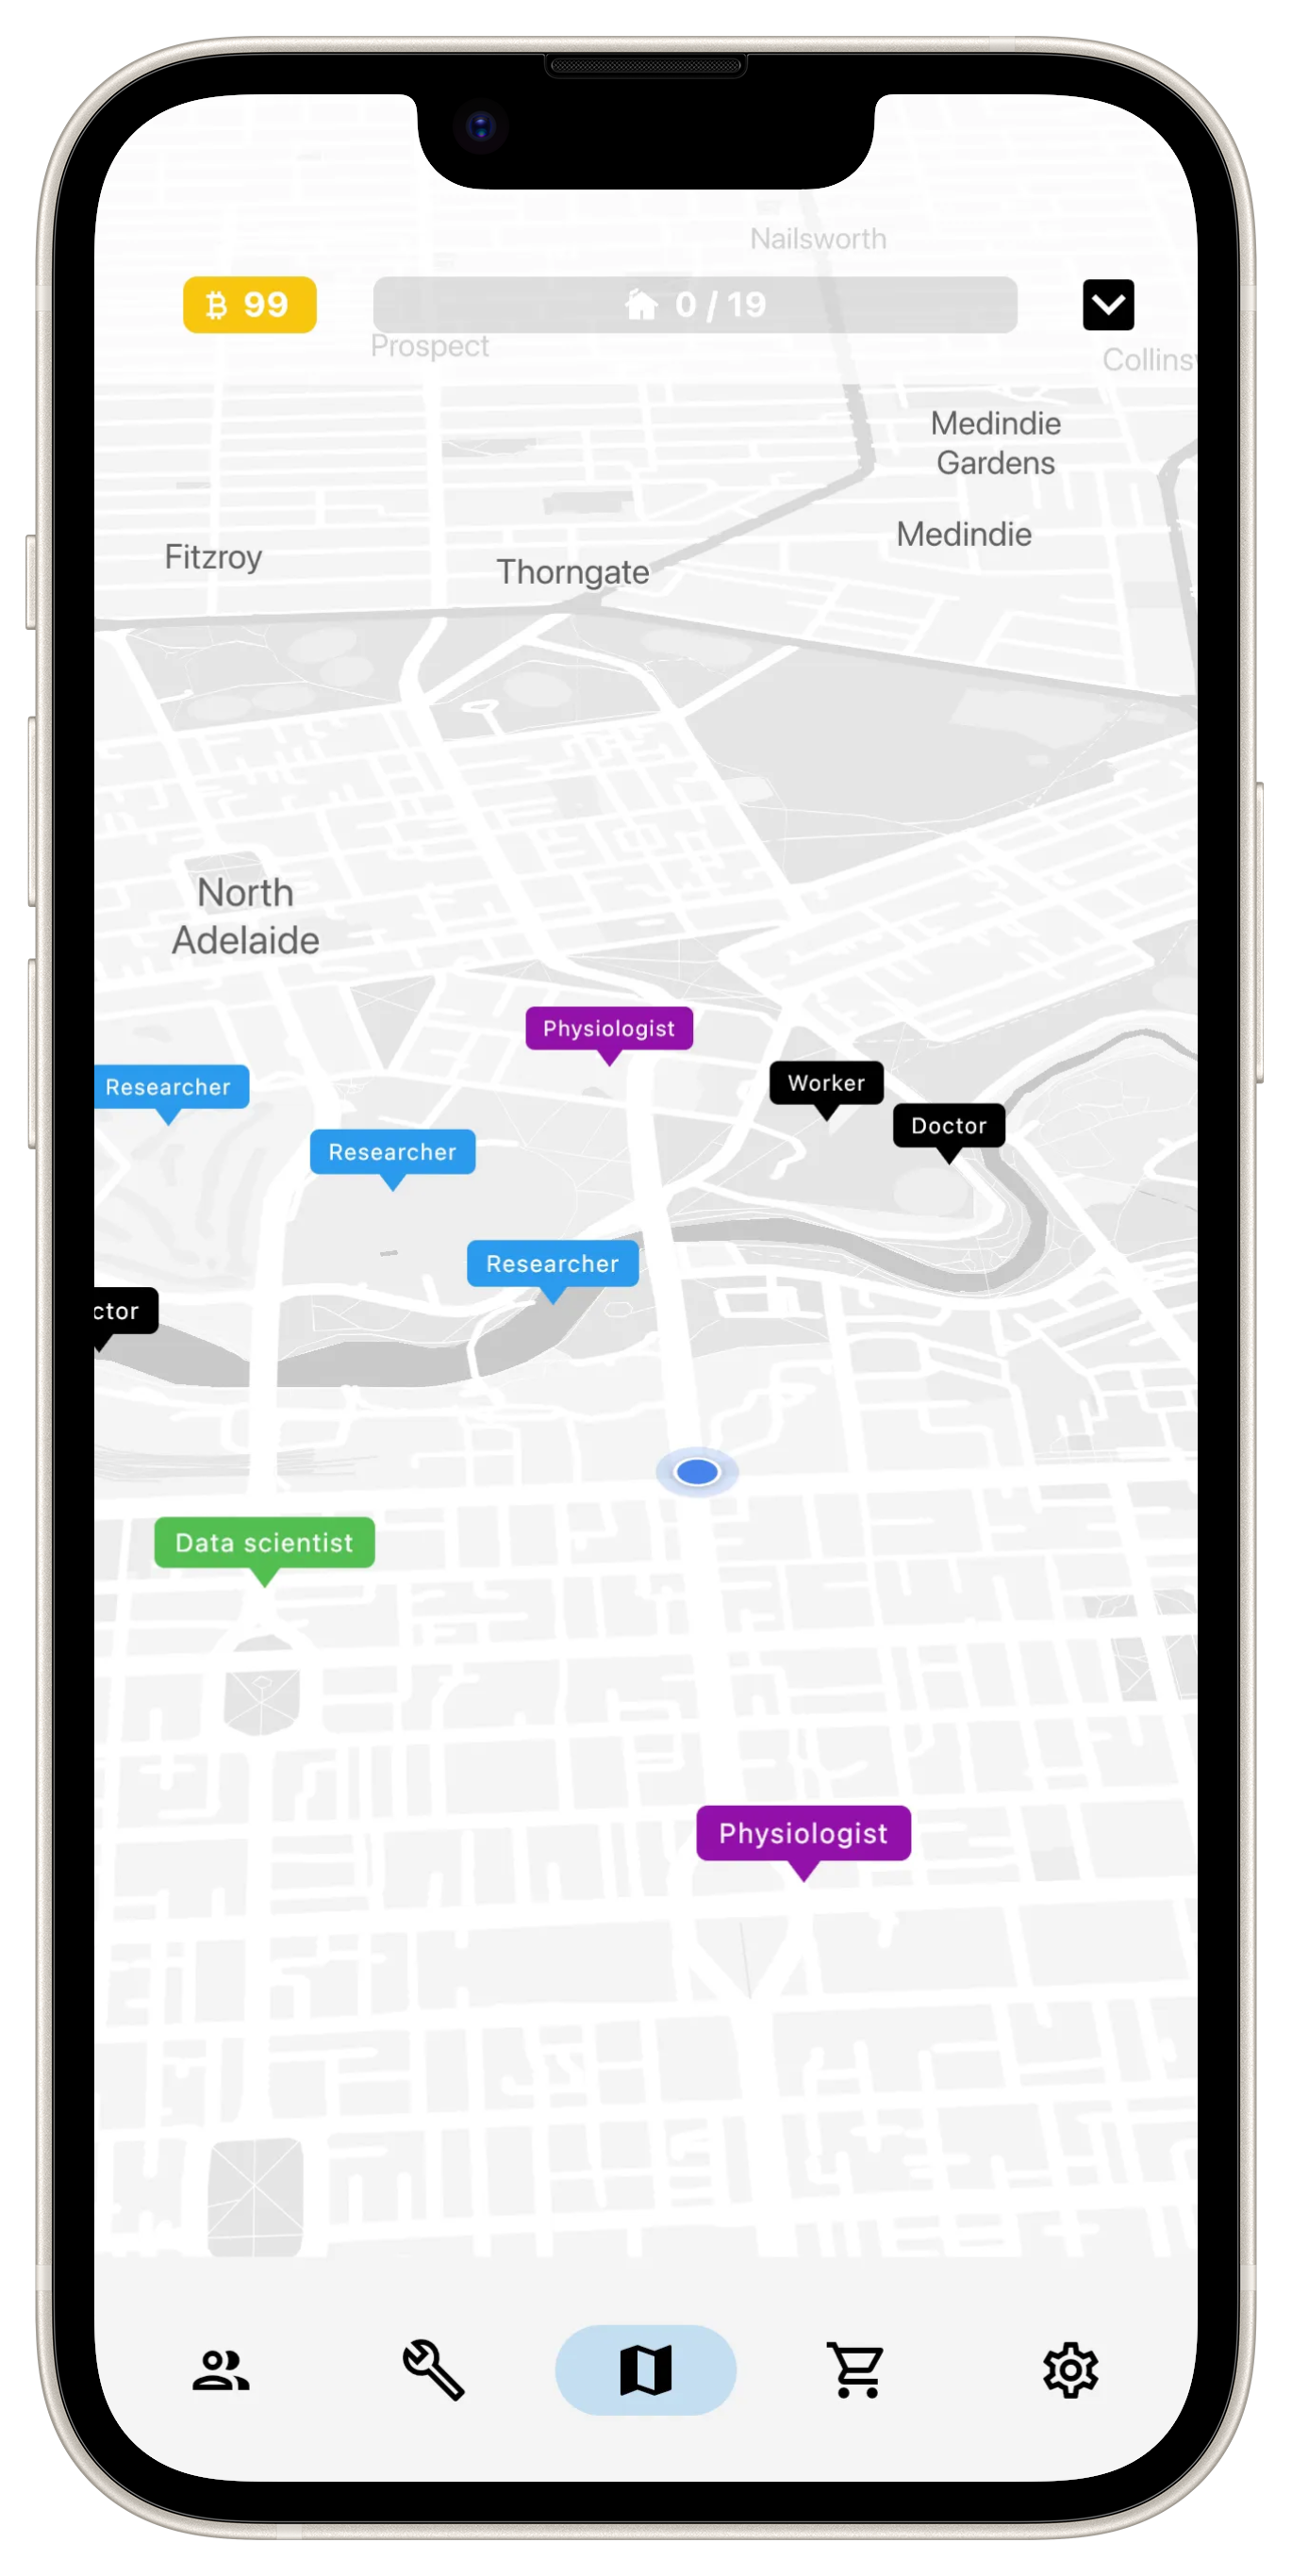 Nailsworth
₿ 99
0 / 19
Prospect
Collins
Medindie
Gardens
Medindie
Fitzroy
Thorngate
North
Adelaide
Physiologist
Researcher
Worker
Doctor
Researcher
Researcher
ctor
Data scientist
Physiologist